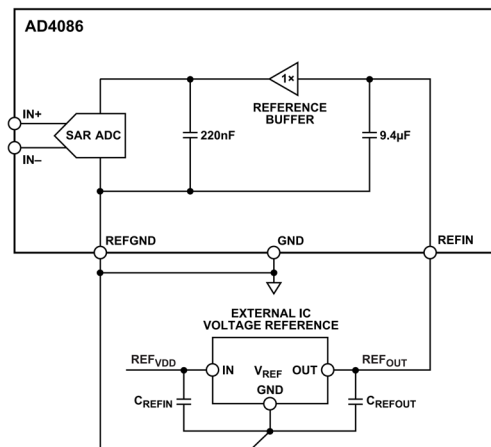 AD4086
1×
REFERENCE
BUFFER
IN+
SAR ADC
220nF
9.4µF
IN–
REFGND
GND
REFIN
EXTERNAL IC
VOLTAGE REFERENCE
REFVDD
IN
VREF
OUT
REFOUT
GND
CREFIN
CREFOUT